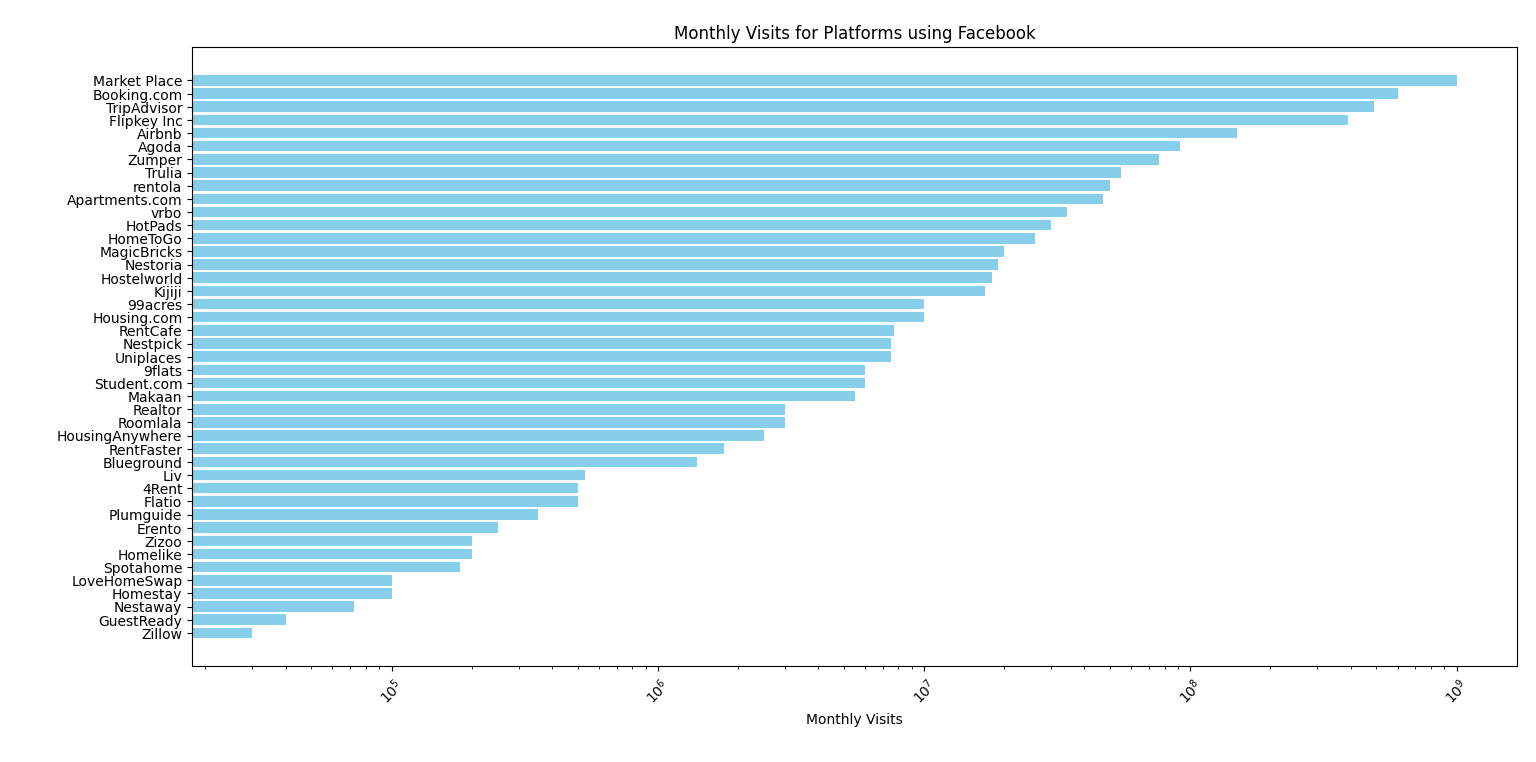 Monthly Visits for Platforms using Facebook
Market Place
Booking.com
TripAdvisor
Flipkey Inc
Airbnb
Agoda
Zumper
Trulia
rentola
Apartments.com
vrbo
HotPads
HomeToGo
MagicBricks
Nestoria
Hostelworld
Kijiji
99acres
Housing.com
RentCafe
Nestpick
Uniplaces
9flats
Student.com
Makaan
Realtor
Roomlala
HousingAnywhere
RentFaster
Blueground
Liv
4Rent
Flatio
Plumguide
Erento
Zizoo
Homelike
Spotahome
LoveHomeSwap
Homestay
Nestaway
GuestReady
Zillow
10⁵ 10⁶ 10⁷ 10⁸ 10⁹
Monthly Visits